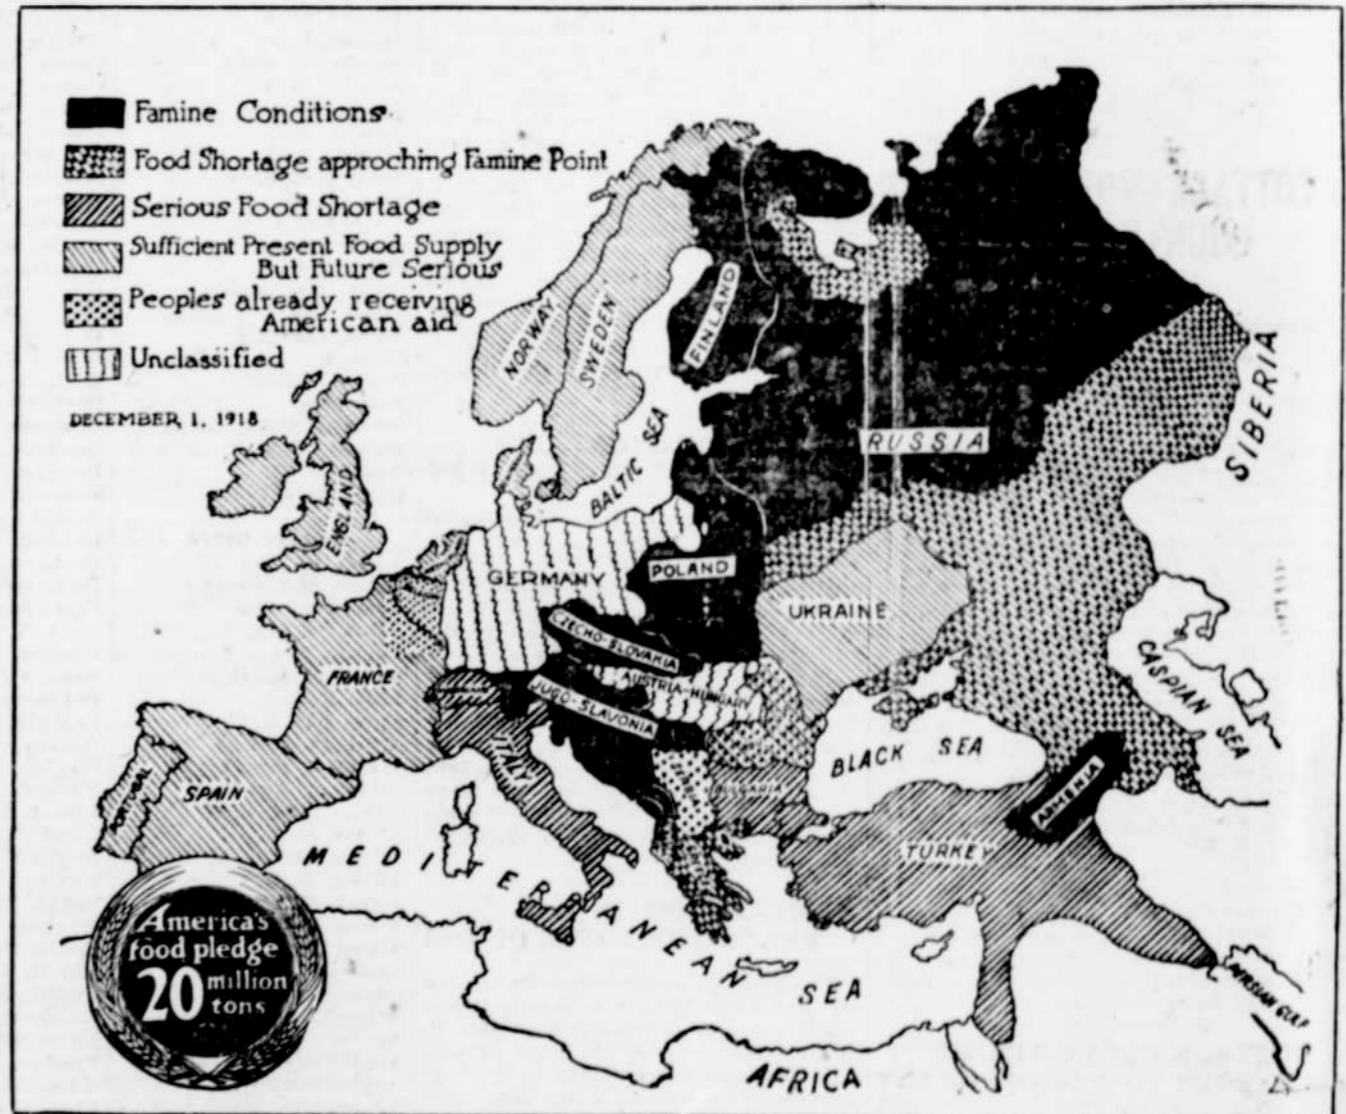 Famine Conditions
Food Shortage approching Famine Point
Serious Food Shortage
Sufficient Present Food Supply
But Future Serious
Peoples already receiving
American aid
Unclassified
DECEMBER, 1, 1918
NORWAY
SWEDEN
FINLAND
BALTIC SEA
RUSSIA
SIBERIA
ENGLAND
GERMANY
POLAND
UKRAINE
CZECHO-SLOVAKIA
AUSTRIA-HUNGARY
JUGO-SLAVONIA
FRANCE
ITALY
SPAIN
PORTUGAL
BULGARIA
BLACK SEA
CASPIAN SEA
ARMENIA
TURKEY
MEDITERRANEAN SEA
PERSIAN GULF
AFRICA
America's
food pledge
20 million
tons